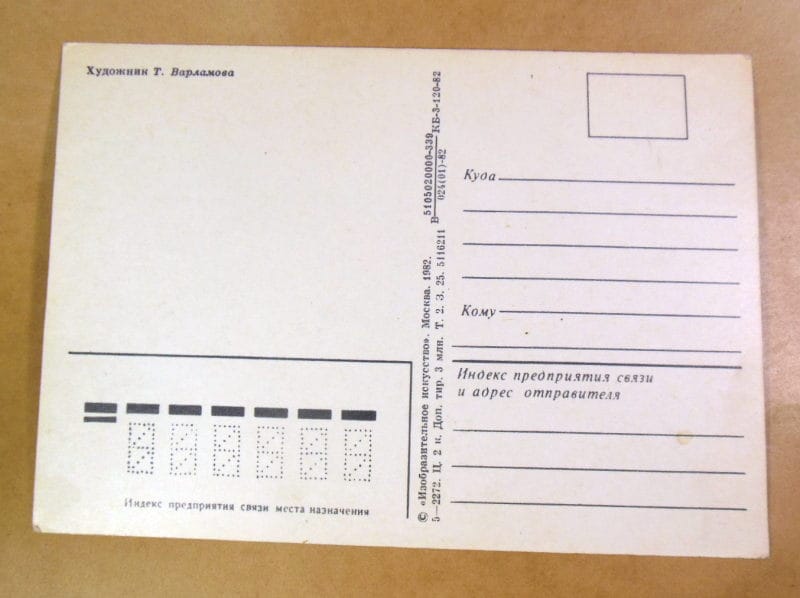 Художник Т. Варламова
Куда
Кому
Индекс предприятия связи
и адрес отправителя
Индекс предприятия связи места назначения
© «Изобразительное искусство». Москва. 1982.
5—2272. Ц. 2 к. Доп. тир. 3 млн. Т. 2. З. 25. 5116211 В 5105020000-339 КБ-3-120-82
024(01)-82